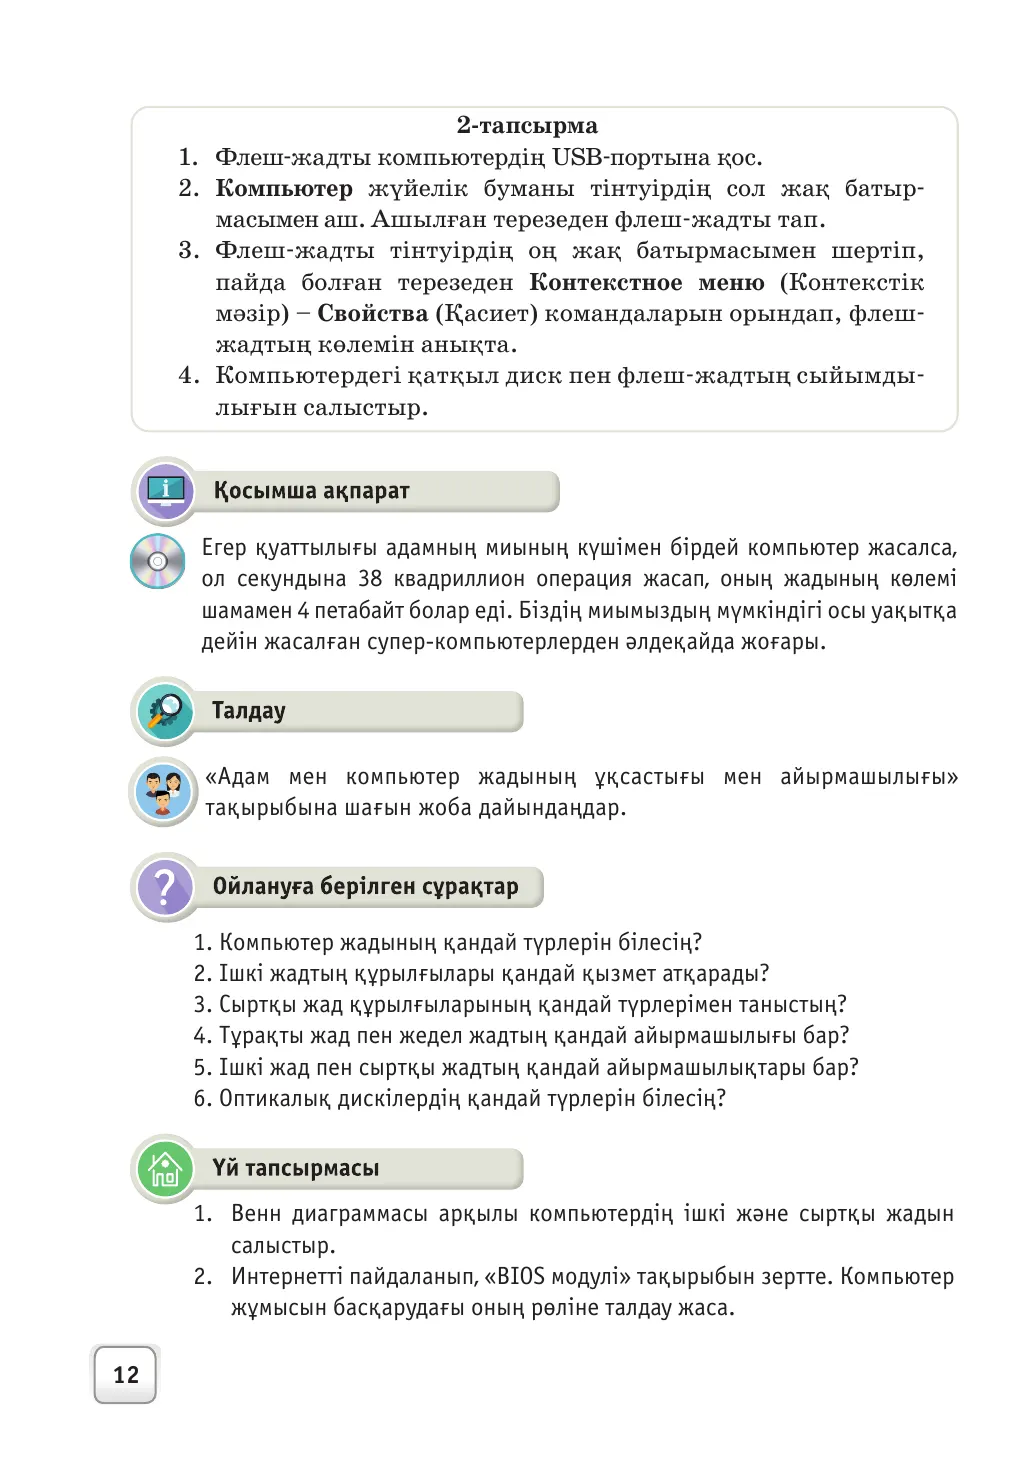 2-тапсырма
1. Флеш-жадты компьютердің USB-портына қос.
2. Компьютер жүйелік буманы тінтуірдің сол жақ батыр-
масымен аш. Ашылған терезеден флеш-жадты тап.
3. Флеш-жадты тінтуірдің оң жақ батырмасымен шертіп,
пайда болған терезеден Контекстное меню (Контекстік
мәзір) – Свойства (Қасиет) командаларын орындап, флеш-
жадтың көлемін анықта.
4. Компьютердегі қатқыл диск пен флеш-жадтың сыйымды-
лығын салыстыр.
Қосымша ақпарат
Егер қуаттылығы адамның миының күшімен бірдей компьютер жасалса,
ол секундына 38 квадриллион операция жасап, оның жадының көлемі
шамамен 4 петабайт болар еді. Біздің миымыздың мүмкіндігі осы уақытқа
дейін жасалған супер-компьютерлерден әлдеқайда жоғары.
Талдау
«Адам мен компьютер жадының ұқсастығы мен айырмашылығы»
тақырыбына шағын жоба дайындаңдар.
Ойлануға берілген сұрақтар
1. Компьютер жадының қандай түрлерін білесің?
2. Ішкі жадтың құрылғылары қандай қызмет атқарады?
3. Сыртқы жад құрылғыларының қандай түрлерімен таныстың?
4. Тұрақты жад пен жедел жадтың қандай айырмашылығы бар?
5. Ішкі жад пен сыртқы жадтың қандай айырмашылықтары бар?
6. Оптикалық дискілердің қандай түрлерін білесің?
Үй тапсырмасы
1. Венн диаграммасы арқылы компьютердің ішкі және сыртқы жадын
салыстыр.
2. Интернетті пайдаланып, «BIOS модулі» тақырыбын зертте. Компьютер
жұмысын басқарудағы оның рөліне талдау жаса.
12